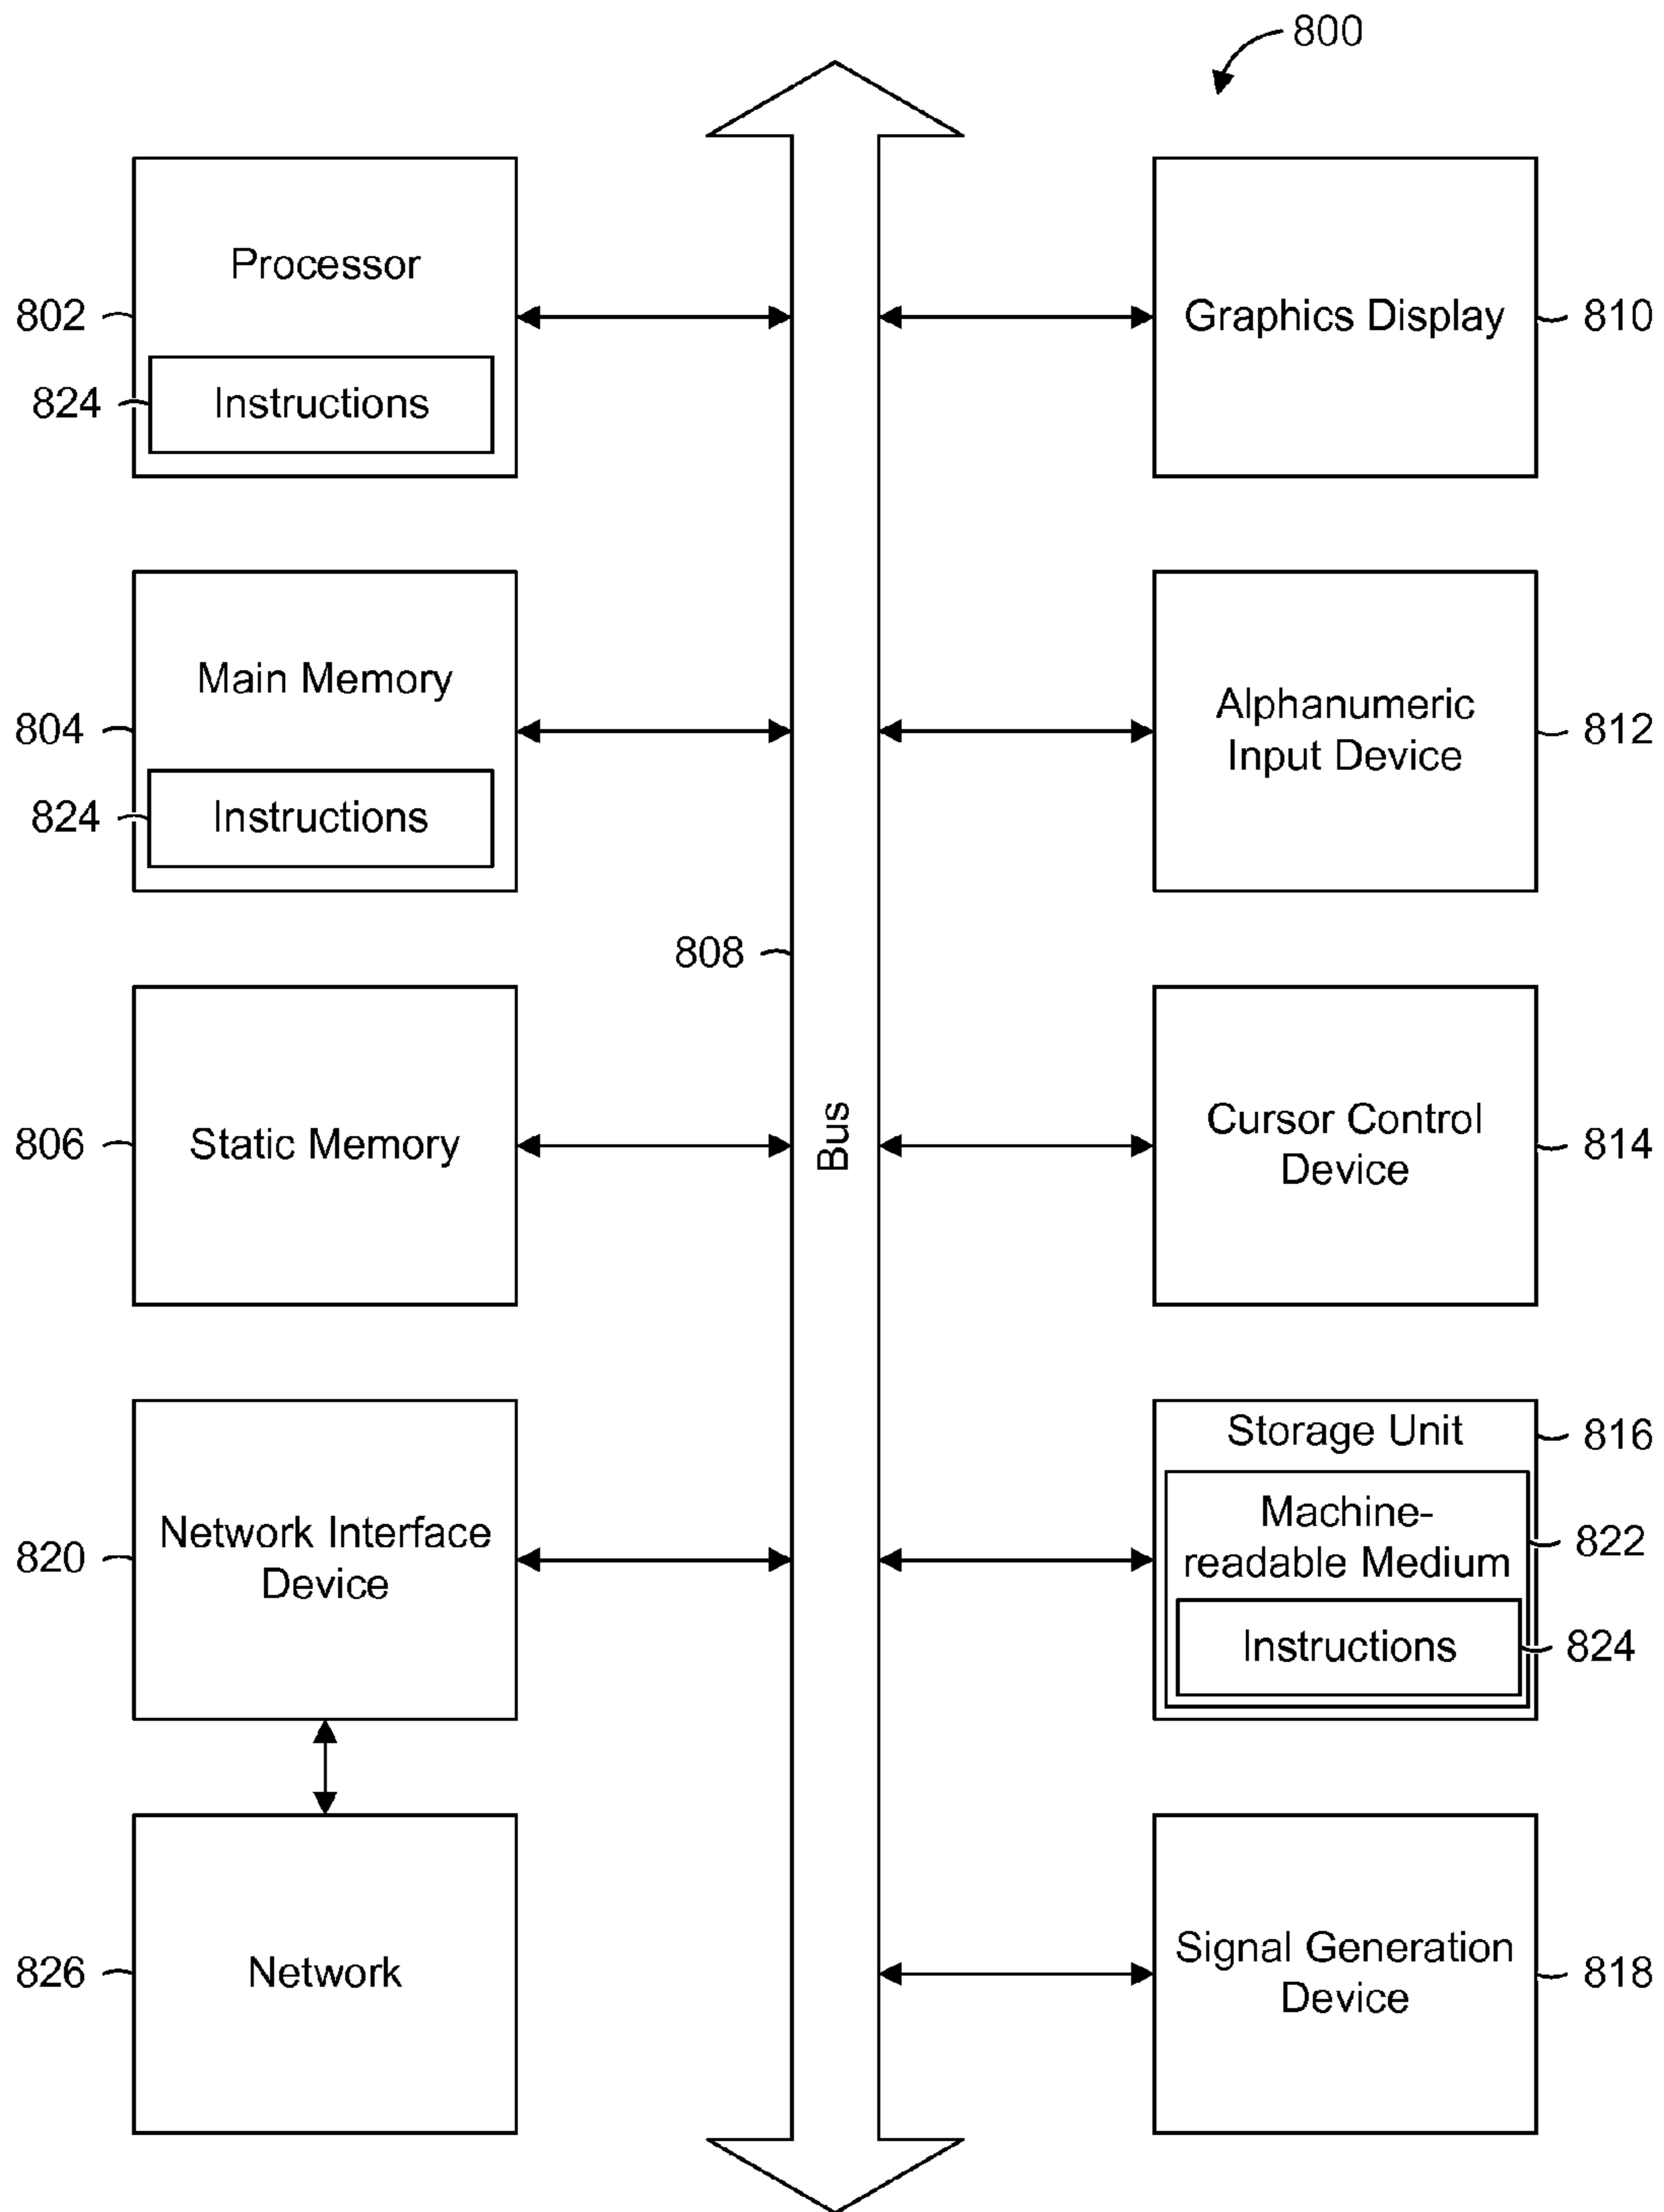 800
Processor
802
824
Instructions
Graphics Display
810
Main Memory
804
824
Instructions
Alphanumeric
Input Device
812
808
Bus
806
Static Memory
Cursor Control
Device
814
820
Network Interface
Device
Storage Unit
816
Machine-
readable Medium
822
Instructions
824
826
Network
Signal Generation
Device
818